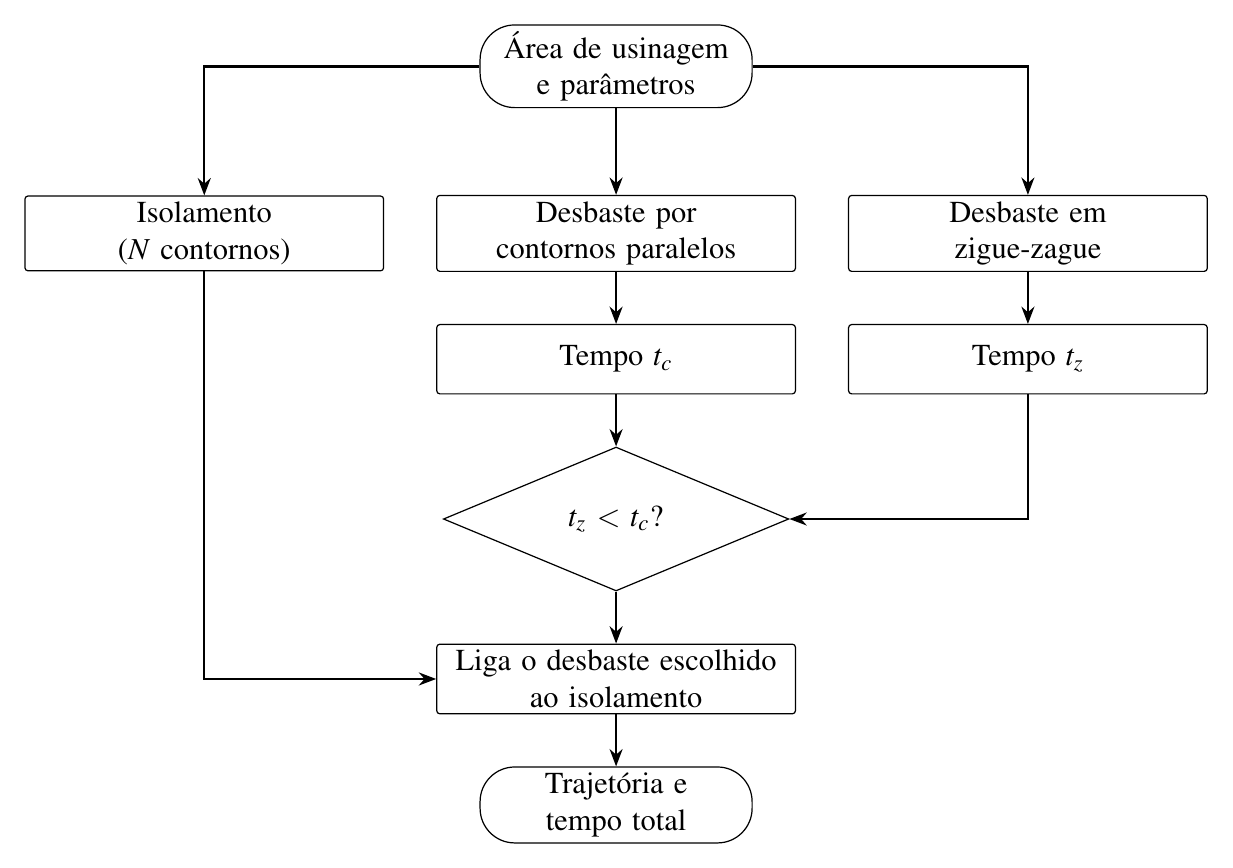 Área de usinagem
e parâmetros
Isolamento
(N contornos)
Desbaste por
contornos paralelos
Desbaste em
zigue-zague
Tempo t_c
Tempo t_z
t_z < t_c?
Liga o desbaste escolhido
ao isolamento
Trajetória e
tempo total